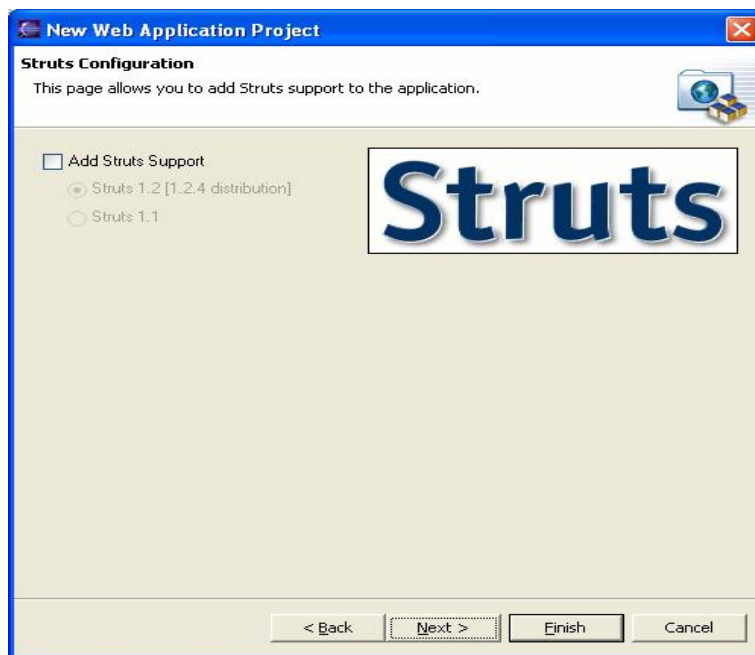 New Web Application Project
Struts Configuration
This page allows you to add Struts support to the application.
Add Struts Support
Struts 1.2 [1.2.4 distribution]
Struts 1.1
Struts
< Back Next > Finish Cancel